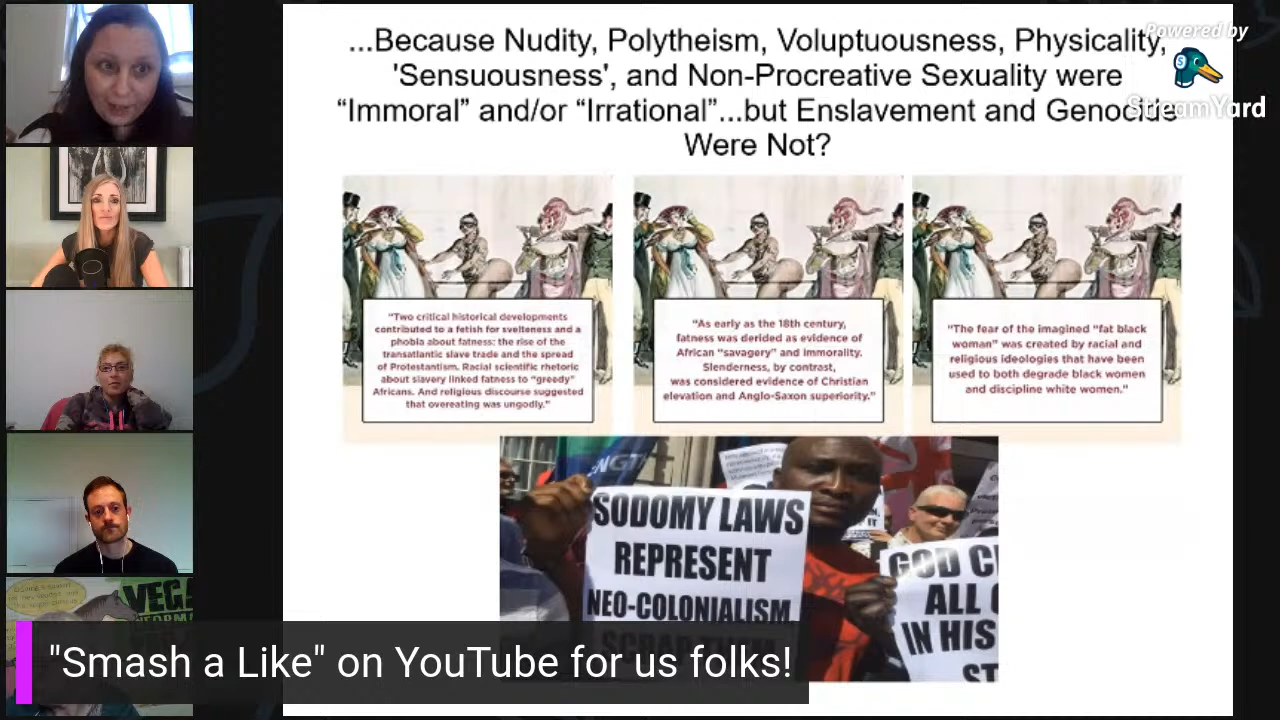 ...Because Nudity, Polytheism, Voluptuousness, Physicality,
'Sensuousness', and Non-Procreative Sexuality were
“Immoral” and/or “Irrational”...but Enslavement and Genocide
Were Not?
Powered by
StreamYard
"Two critical historical developments
contributed to a fetish for svelteness and a
phobia about fatness: the rise of the
transatlantic slave trade and the spread
of Protestantism. Racial scientific rhetoric
about slavery linked fatness to “greedy”
Africans. And religious discourse suggested
that overeating was ungodly."
"As early as the 18th century,
fatness was derided as evidence of
African “savagery” and immorality.
Slenderness, by contrast,
was considered evidence of Christian
elevation and Anglo-Saxon superiority."
"The fear of the imagined “fat black
woman” was created by racial and
religious ideologies that have been
used to both degrade black women
and discipline white women."
SODOMY LAWS
REPRESENT
NEO-COLONIALISM
SCRAP THEM
GOD
ALL
IN HIS
VEGA
"Smash a Like" on YouTube for us folks!